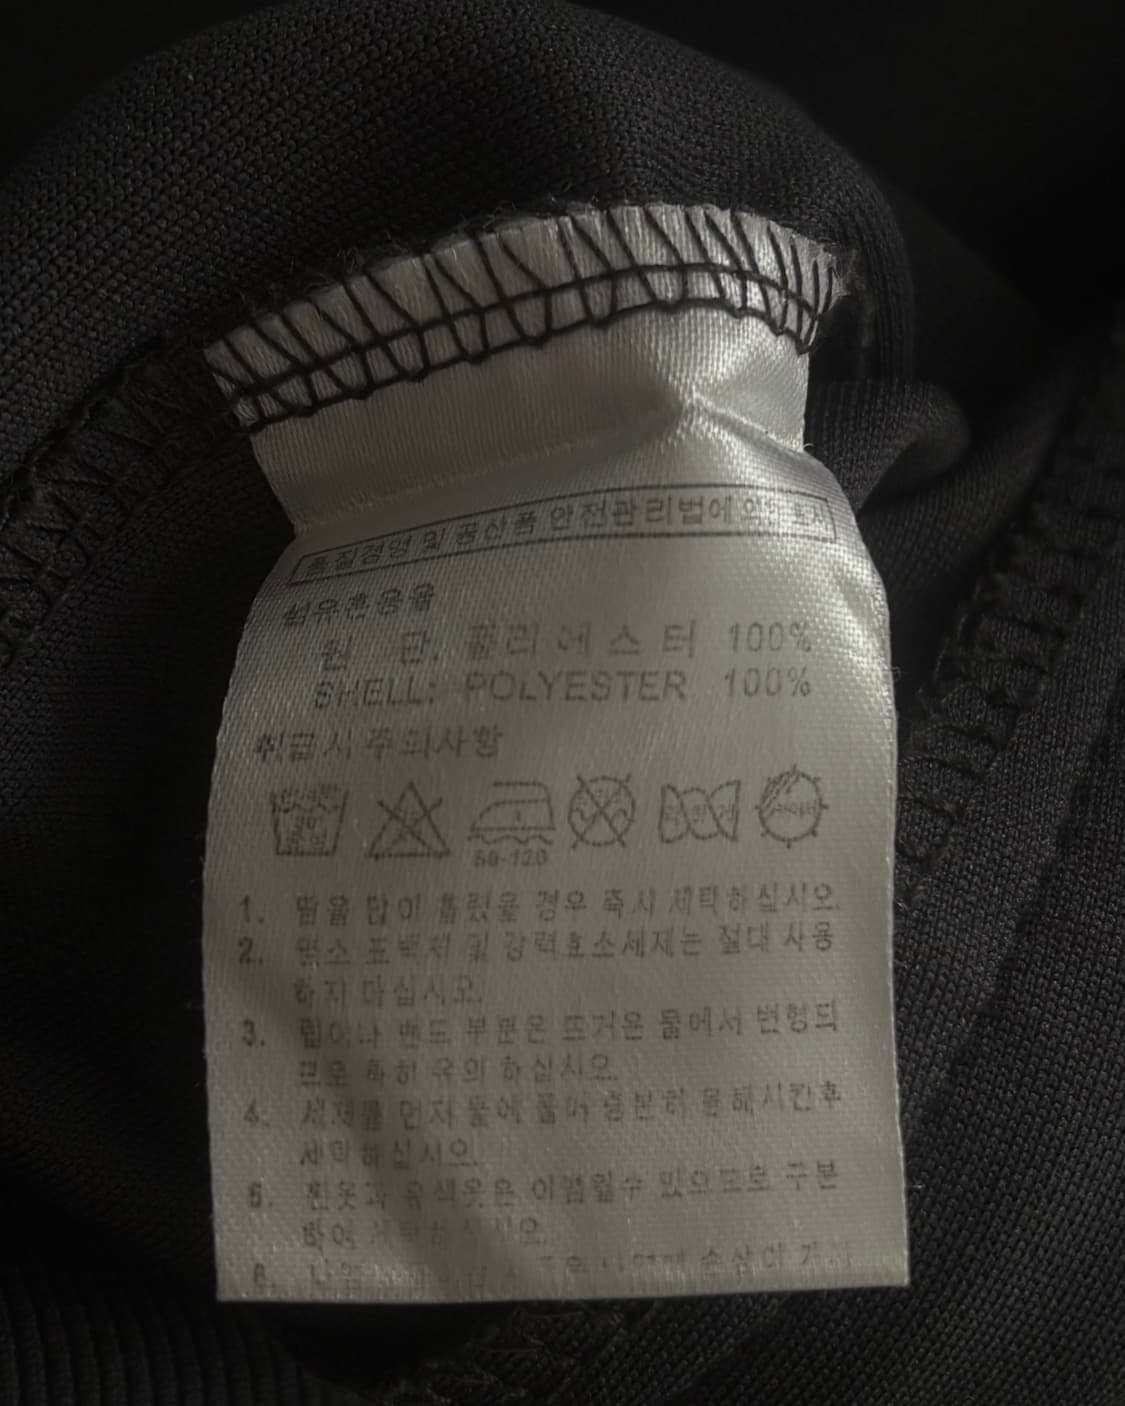 품질경영 및 공산품 안전관리법에 의한 표시
섬유혼용율
원 단: 폴리에스터 100%
SHELL: POLYESTER 100%
취급시주의사항
80-120
1. 땀을 많이 흘렸을 경우 즉시 세탁하십시오.
2. 염소 표백제 및 강력효소세제는 절대 사용
하지 마십시오.
3. 부분은 뜨거운 물에서 변형되
므로 특히 유의 하십시오.
4. 세제를 먼저 물에 풀어 충분히 용해시킨후
세탁하십시오.
5. 흰옷과 유색옷은 이염될수 있으므로 구분
하여 세탁하십시오.
6. 손상이